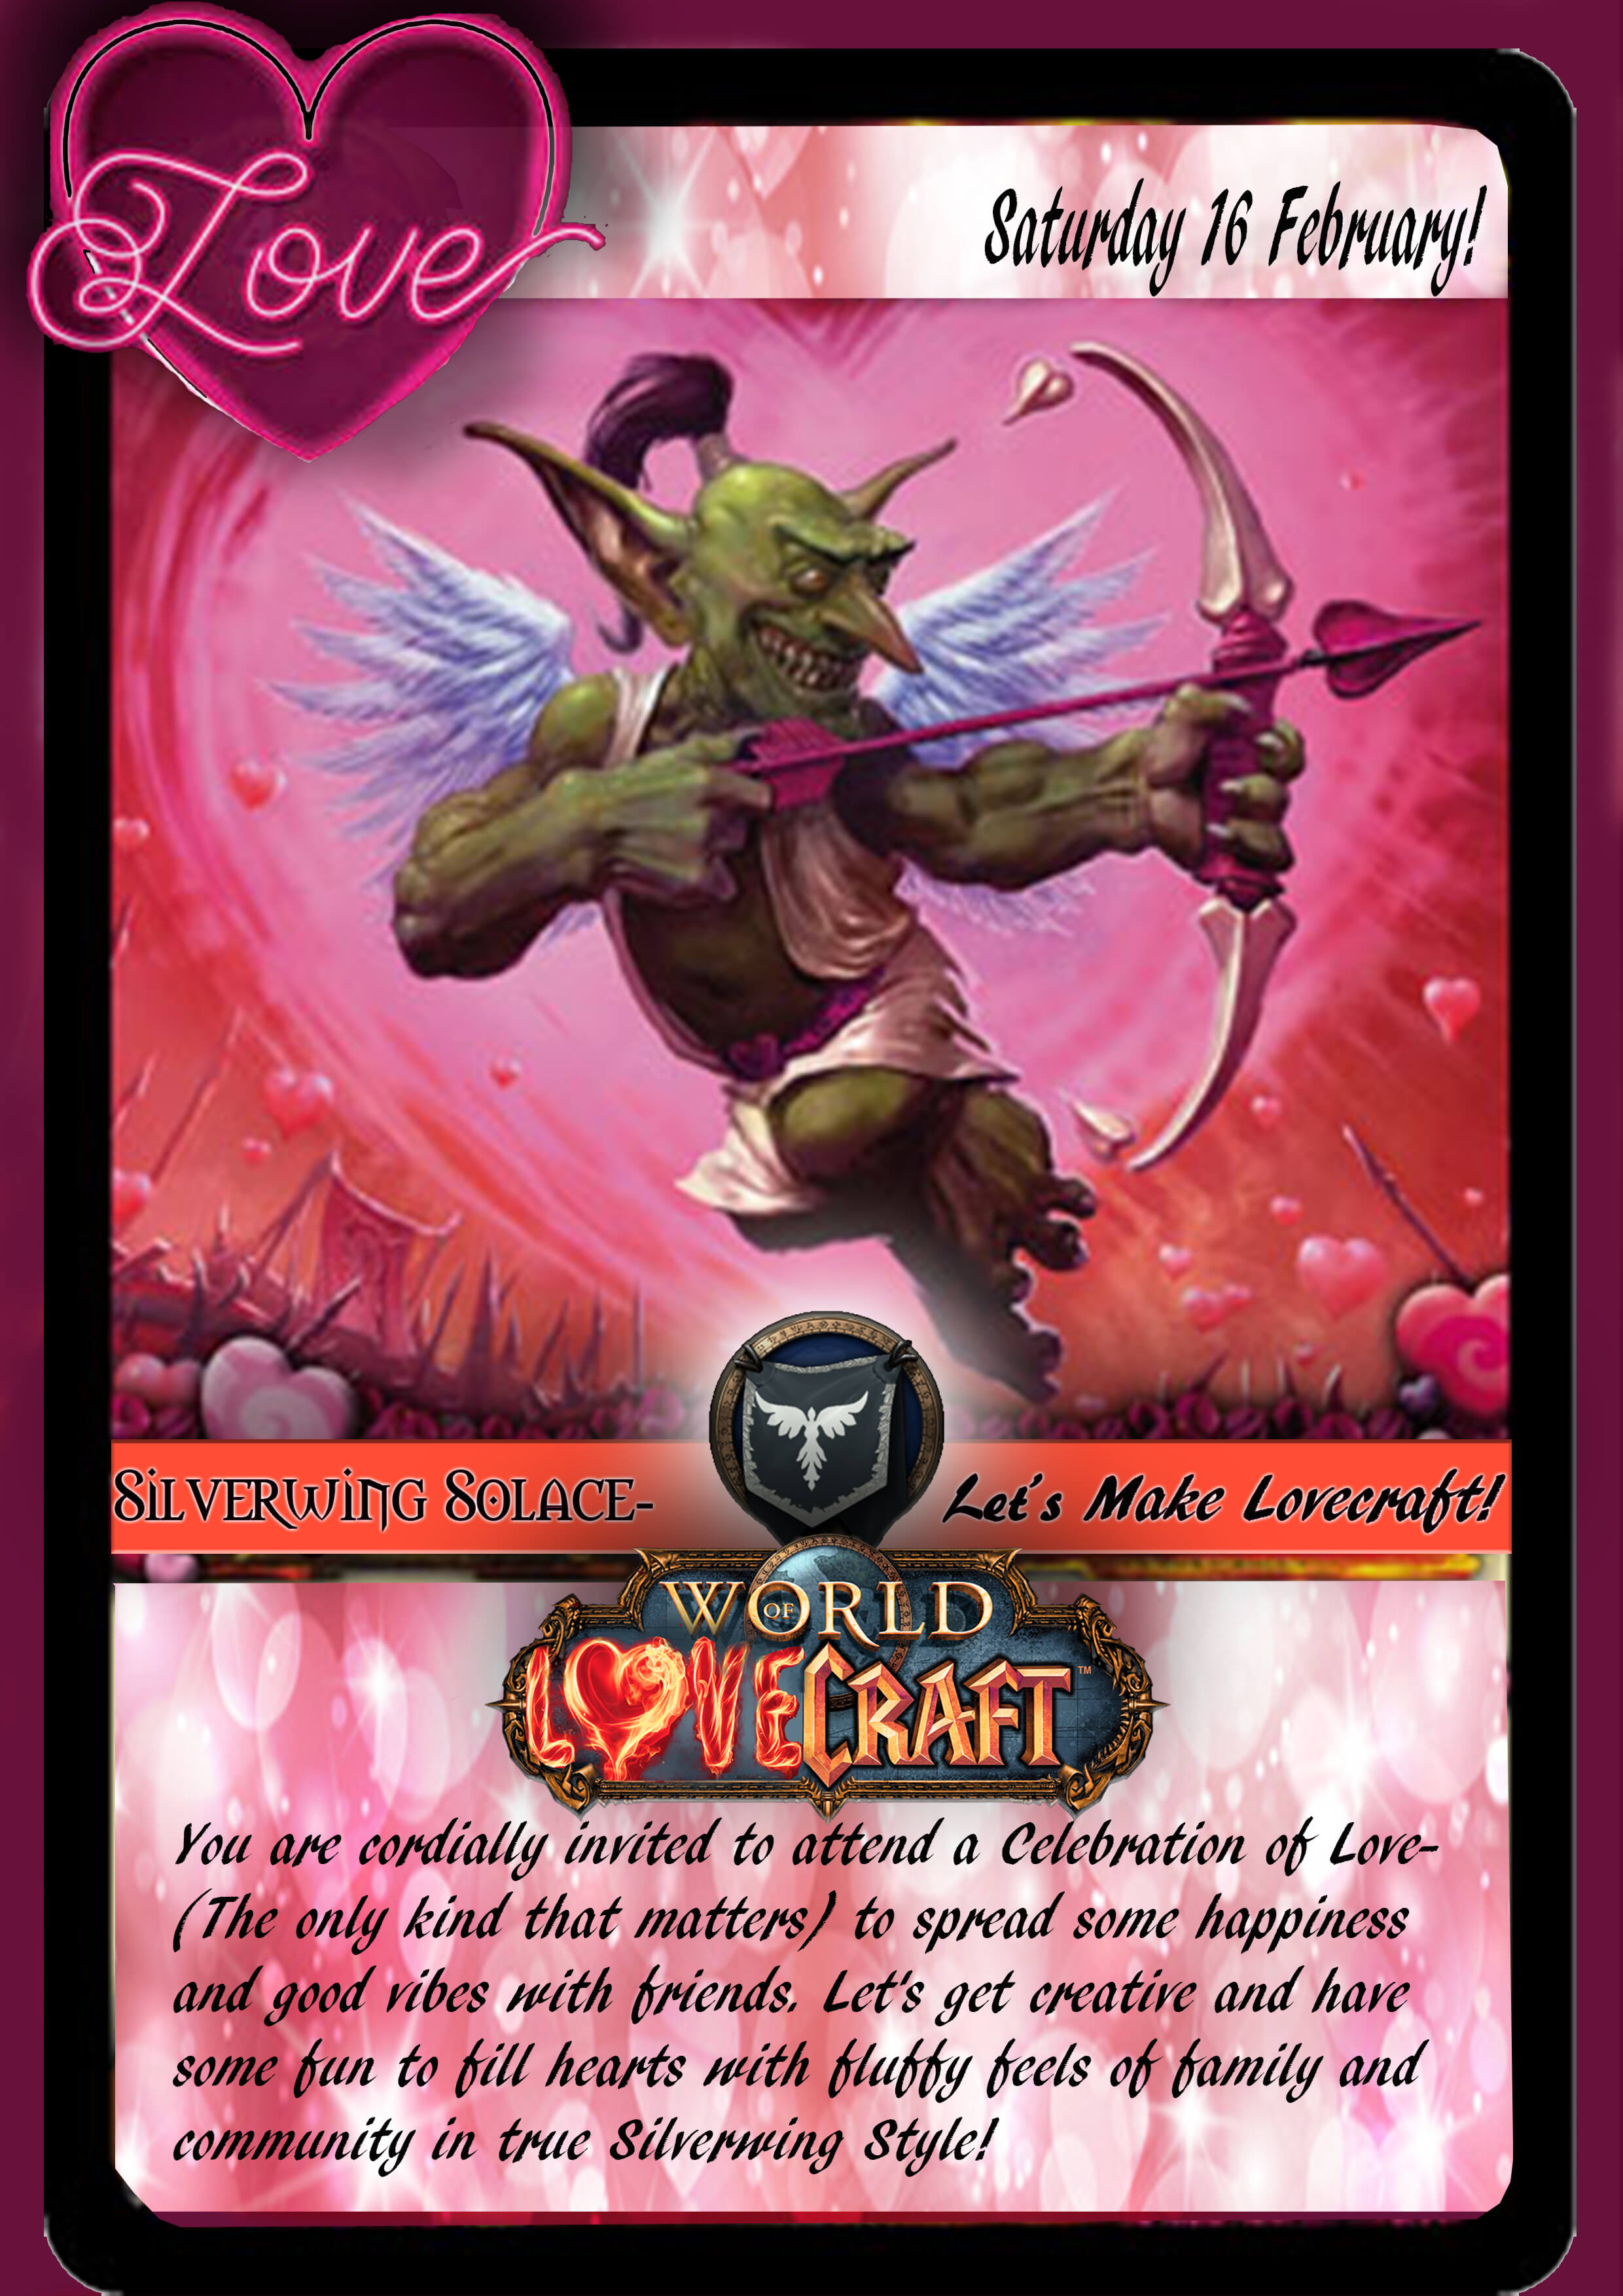 Love
Saturday 16 February!
Silverwing Solace-
Let's Make Lovecraft!
WORLD
OF
LOVECRAFT™
You are cordially invited to attend a Celebration of Love-
(The only kind that matters) to spread some happiness
and good vibes with friends. Let's get creative and have
some fun to fill hearts with fluffy feels of family and
community in true Silverwing Style!